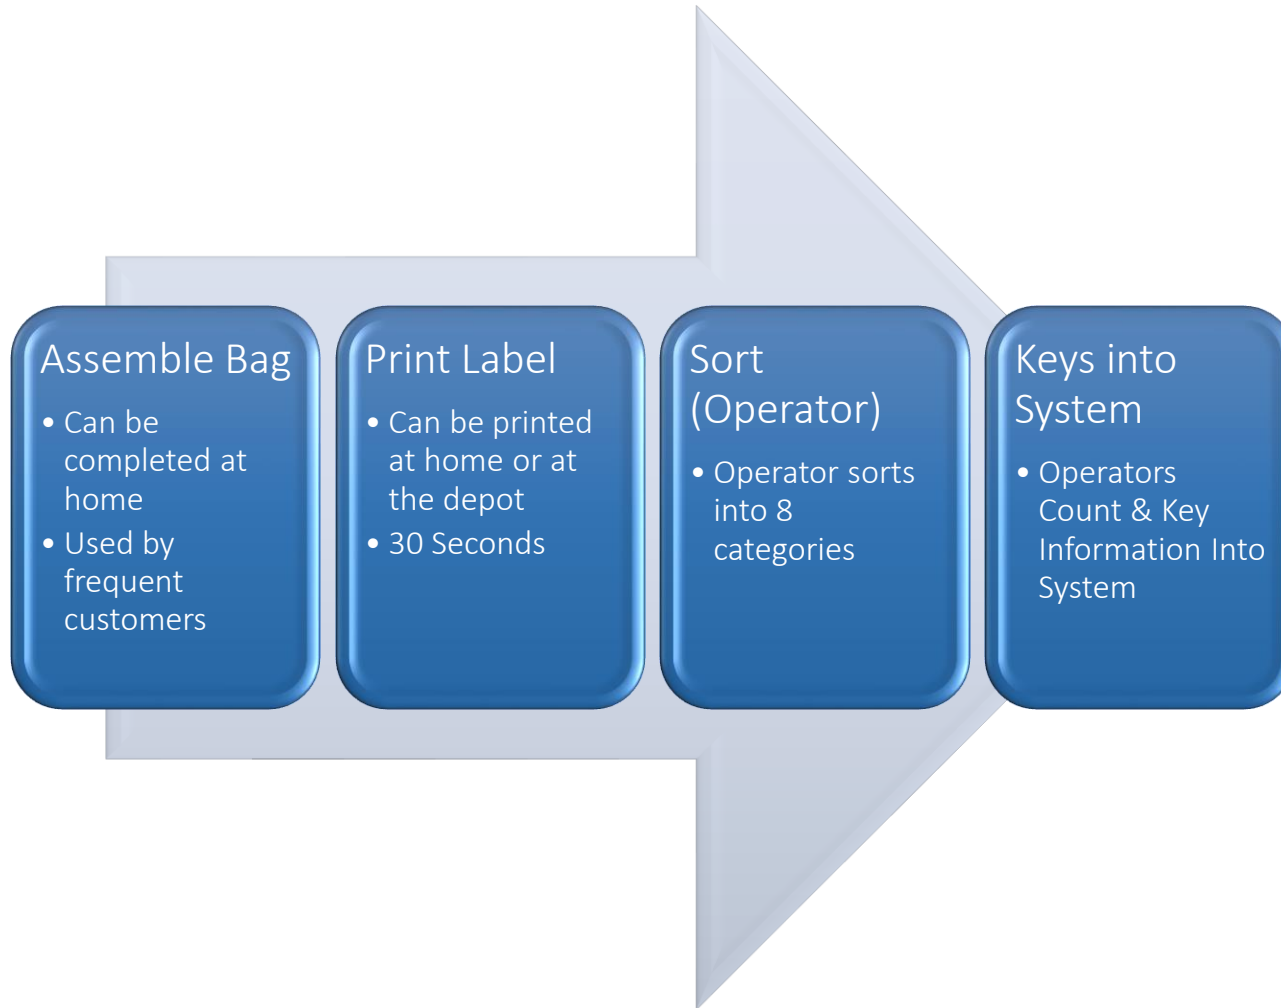 Assemble Bag
• Can be
completed at
home
• Used by
frequent
customers
Print Label
• Can be printed
at home or at
the depot
• 30 Seconds
Sort
(Operator)
• Operator sorts
into 8
categories
Keys into
System
• Operators
Count & Key
Information Into
System